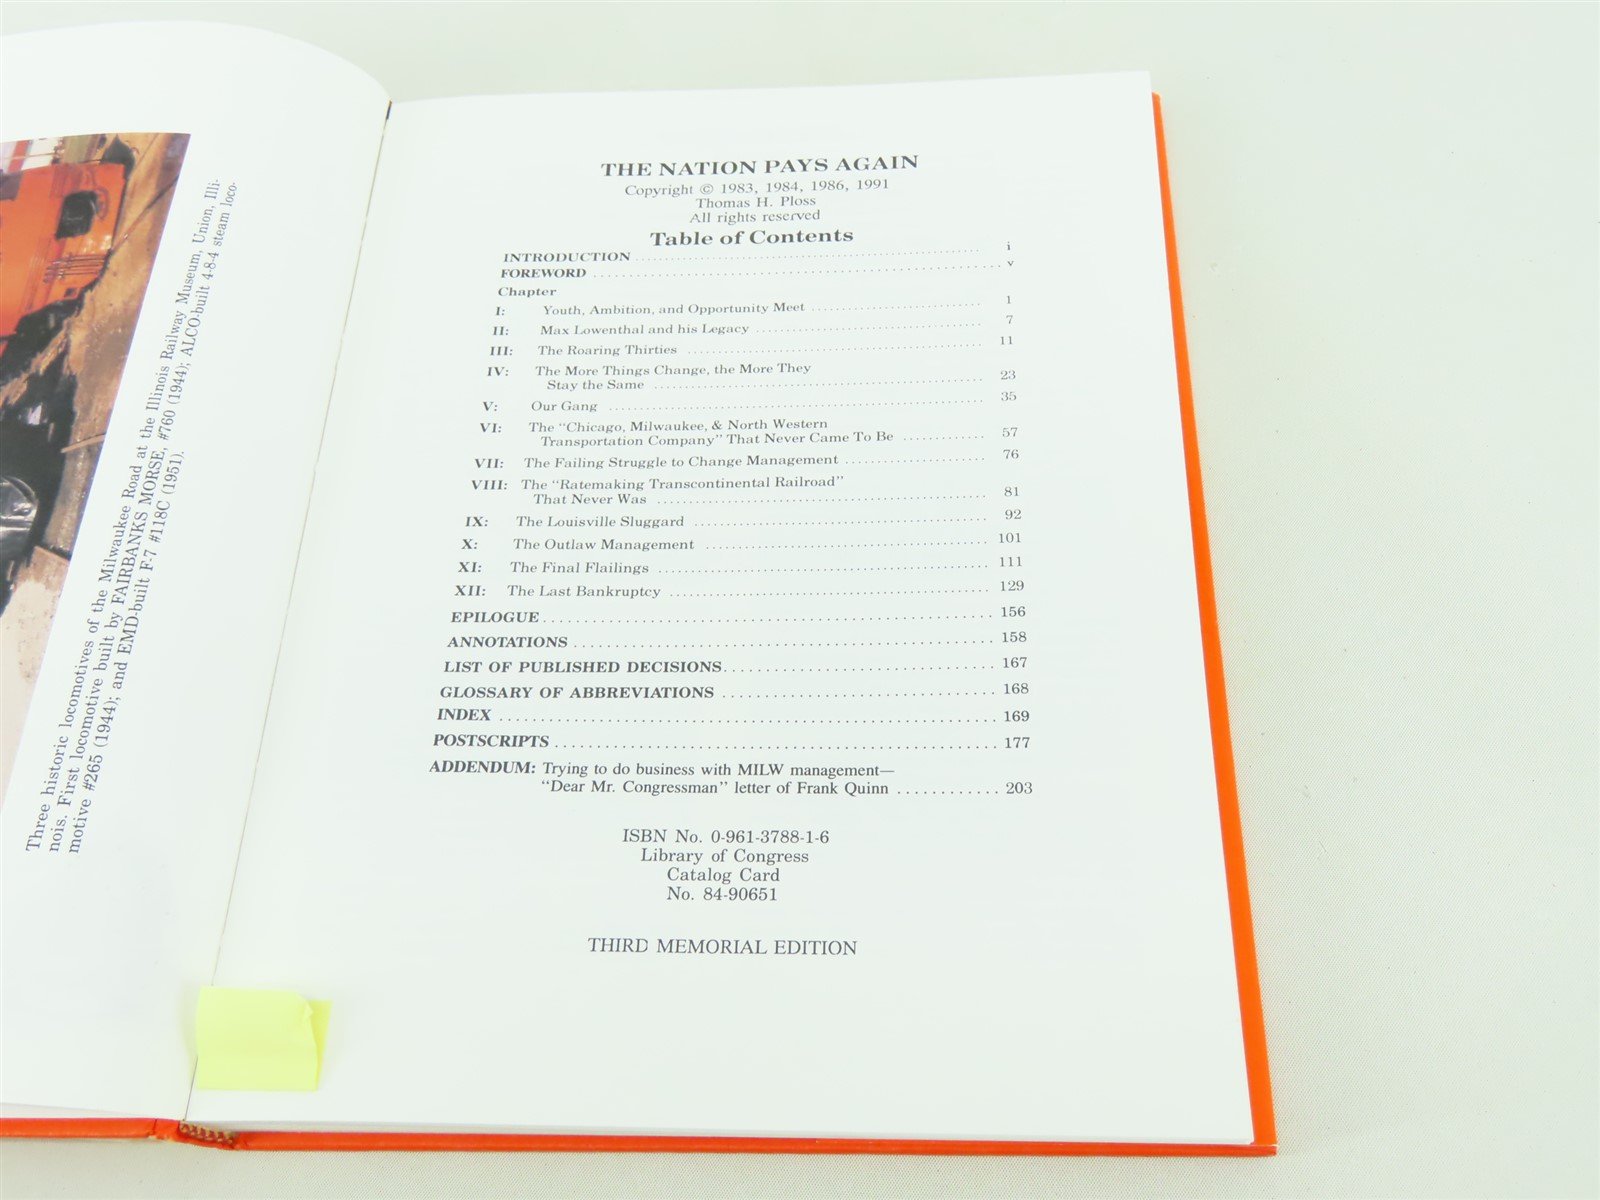 Three historic locomotives of the Milwaukee Road at the Illinois Railway Museum, Union, Illi-
nois. First locomotive built by FAIRBANKS MORSE, #760 (1944); ALCO-built 4-8-4 steam loco-
motive #265 (1944); and EMD-built F-7 #118C (1951).
THE NATION PAYS AGAIN
Copyright © 1983, 1984, 1986, 1991
Thomas H. Ploss
All rights reserved
Table of Contents
INTRODUCTION ........................................ i
FOREWORD ........................................ v
Chapter
I: Youth, Ambition, and Opportunity Meet ........................ 1
II: Max Lowenthal and his Legacy ........................ 7
III: The Roaring Thirties ........................ 11
IV: The More Things Change, the More They
Stay the Same ........................ 23
V: Our Gang ........................ 35
VI: The "Chicago, Milwaukee, & North Western
Transportation Company" That Never Came To Be ............ 57
VII: The Failing Struggle to Change Management .................... 76
VIII: The "Ratemaking Transcontinental Railroad"
That Never Was ........................ 81
IX: The Louisville Sluggard ........................ 92
X: The Outlaw Management ........................ 101
XI: The Final Flailings ........................ 111
XII: The Last Bankruptcy ........................ 129
EPILOGUE ........................ 156
ANNOTATIONS ........................ 158
LIST OF PUBLISHED DECISIONS ........................ 167
GLOSSARY OF ABBREVIATIONS ........................ 168
INDEX ........................ 169
POSTSCRIPTS ........................ 177
ADDENDUM: Trying to do business with MILW management—
"Dear Mr. Congressman" letter of Frank Quinn ............ 203
ISBN No. 0-961-3788-1-6
Library of Congress
Catalog Card
No. 84-90651
THIRD MEMORIAL EDITION